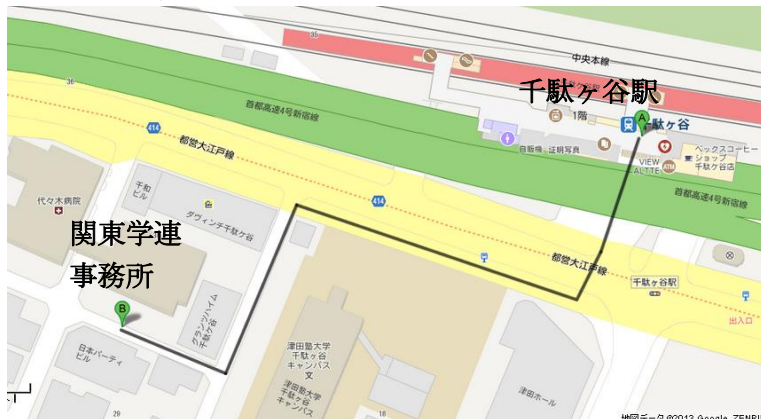 35
中央本線
千駄ヶ谷駅
36
首都高速4号新宿線
A
1階
千駄ヶ谷
414
都営大江戸線
自販機
証明写真
VIEW
ALTTE
ATM
ベックスコーヒー
ショップ
千駄ヶ谷店
代々木病院
千和
ビル
ダヴィンチ千駄ケ谷
414
首都高速4号新宿線
関東学連
事務所
都営大江戸線
千駄ヶ谷駅
出入口
B
グランツハイム
千駄ケ谷
日本パーティ
ビル
津田塾大学
千駄ヶ谷
キャンパス
文
津田塾大学
千駄ヶ谷
キャンパス
津田ホール
29
18
地図データ ©2013 Google, ZENRI